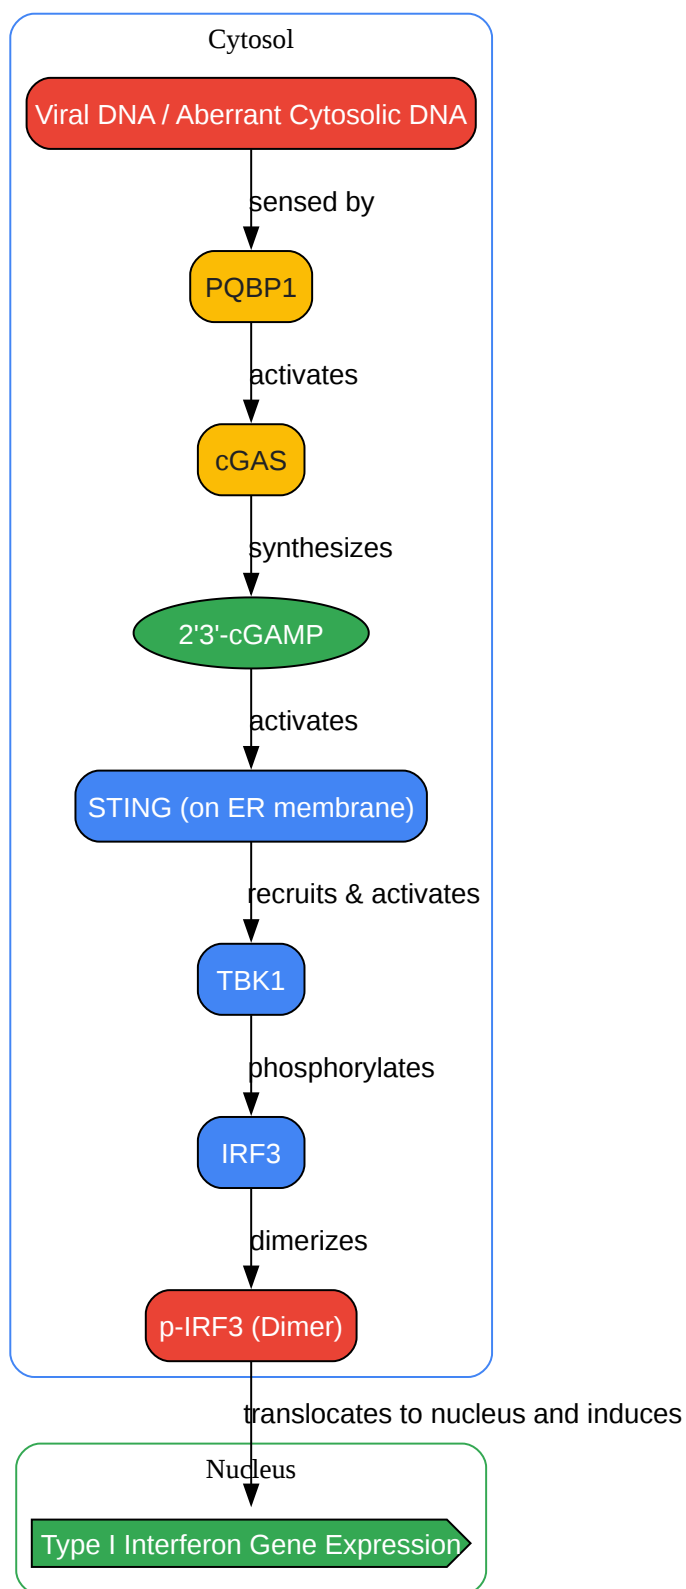 Cytosol
Viral DNA / Aberrant Cytosolic DNA
sensed by
PQBP1
activates
cGAS
synthesizes
2'3'-cGAMP
activates
STING (on ER membrane)
recruits & activates
TBK1
phosphorylates
IRF3
dimerizes
p-IRF3 (Dimer)
translocates to nucleus and induces
Nucleus
Type I Interferon Gene Expression